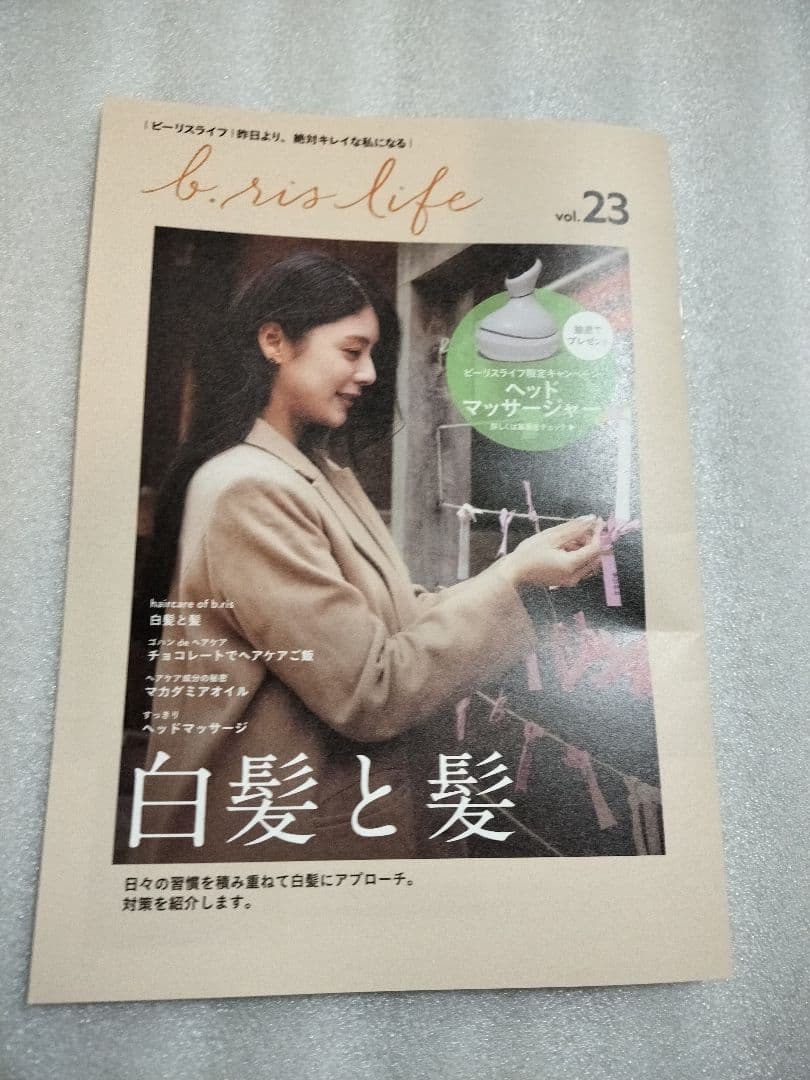 ｜ビーリスライフ｜昨日より、絶対キレイな私になる｜
b.ris life
vol.23
抽選で
プレゼント
ビーリスライフ限定キャンペーン
ヘッド
マッサージャー
詳しくは裏表紙をチェック▶
haircare of b.ris
白髪と髪
ゴハン de ヘアケア
チョコレートでヘアケアご飯
ヘアケア成分の秘密
マカダミアオイル
すっきり
ヘッドマッサージ
白髪と髪
日々の習慣を積み重ねて白髪にアプローチ。
対策を紹介します。